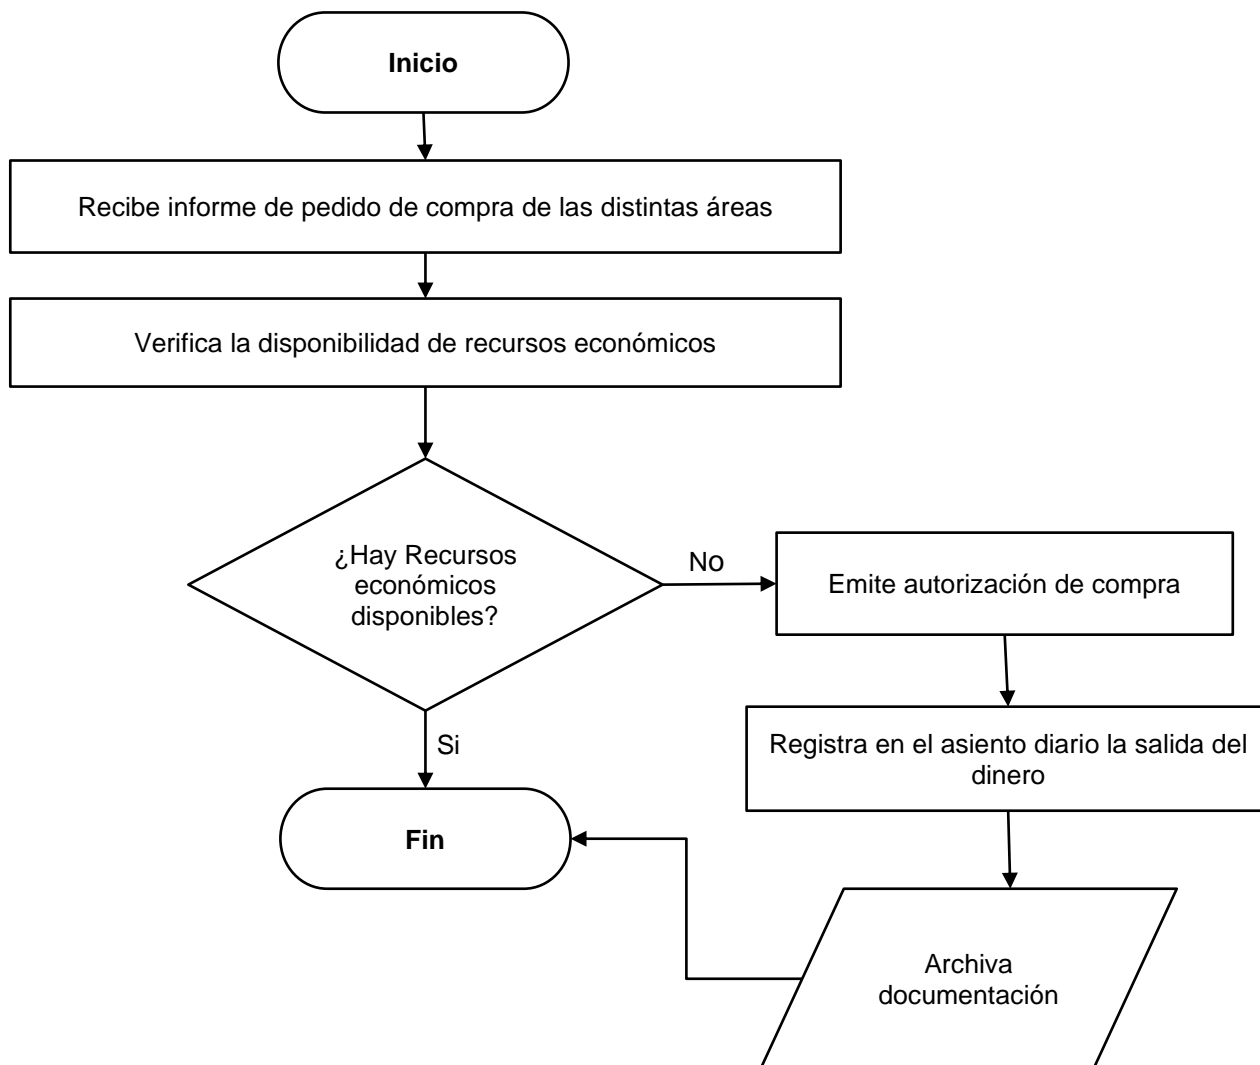 Inicio
Recibe informe de pedido de compra de las distintas áreas
Verifica la disponibilidad de recursos económicos
¿Hay Recursos
económicos
disponibles?
No
Emite autorización de compra
Si
Registra en el asiento diario la salida del
dinero
Fin
Archiva
documentación